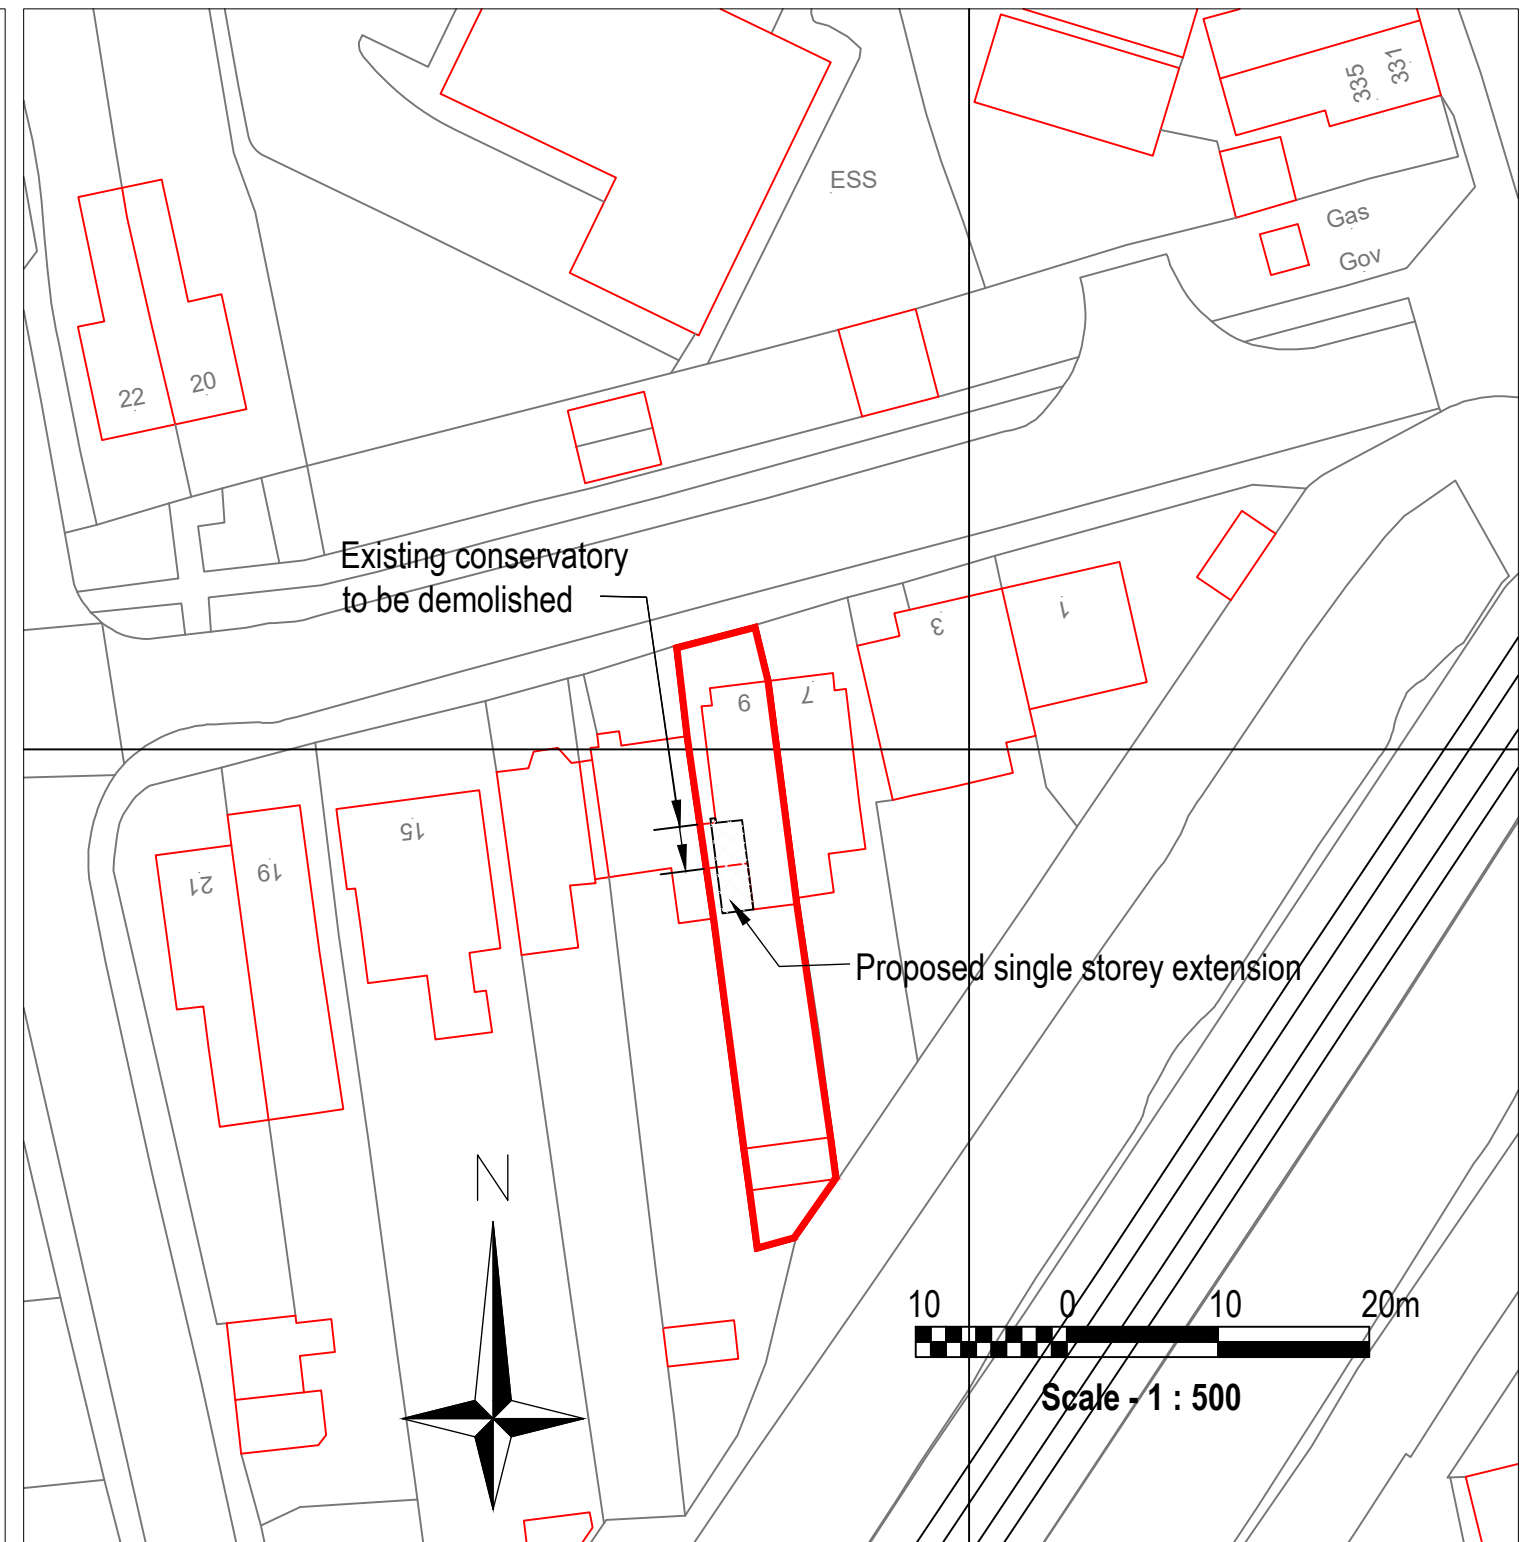 331
335
ESS
Gas
Gov
20
22
Existing conservatory
to be demolished
1
3
9
7
15
19
21
Proposed single storey extension
N
10 0 10 20m
Scale - 1 : 500